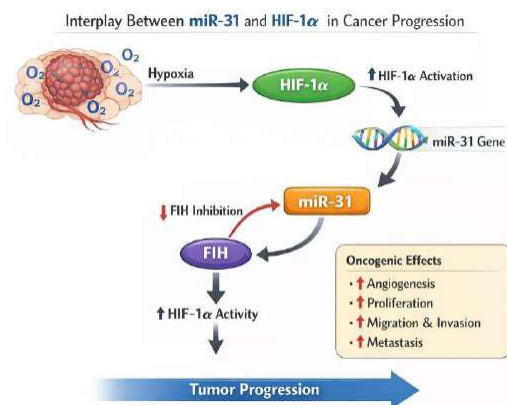 Interplay Between miR-31 and HIF-1α in Cancer Progression
O₂
O₂
O₂
O₂
O₂
Hypoxia
HIF-1α
↑HIF-1α Activation
miR-31 Gene
miR-31
↓ FIH Inhibition
FIH
↑HIF-1α Activity
Oncogenic Effects
• ↑ Angiogenesis
• ↑ Proliferation
• ↑ Migration & Invasion
• ↑ Metastasis
Tumor Progression